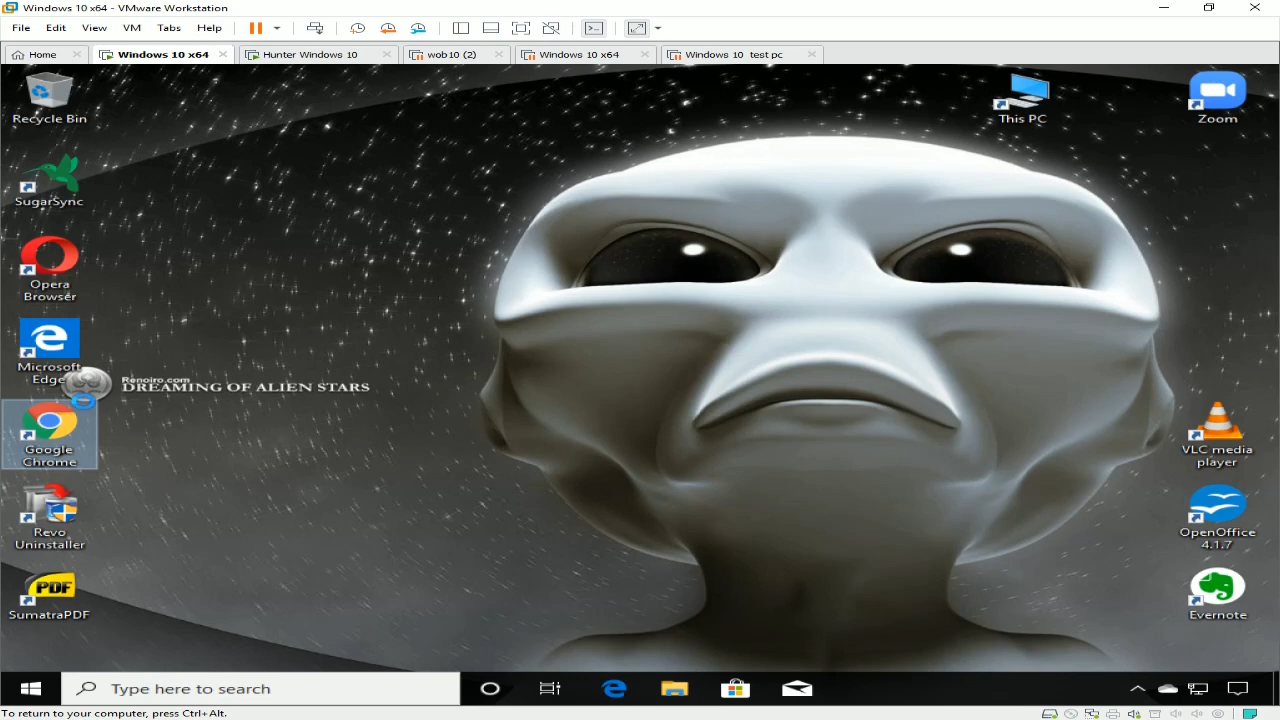 Windows 10 x64 - VMware Workstation
File Edit View VM Tabs Help
Home Windows 10 x64 Hunter Windows 10 wob10 (2) Windows 10 x64 Windows 10 test pc
Recycle Bin
This PC
Zoom
SugarSync
Opera
Browser
Microsoft
Edge
Renoiro.com
DREAMING OF ALIEN STARS
Google
Chrome
VLC media
player
Revo
Uninstaller
OpenOffice
4.1.7
PDF
SumatraPDF
Evernote
Type here to search
To return to your computer, press Ctrl+Alt.